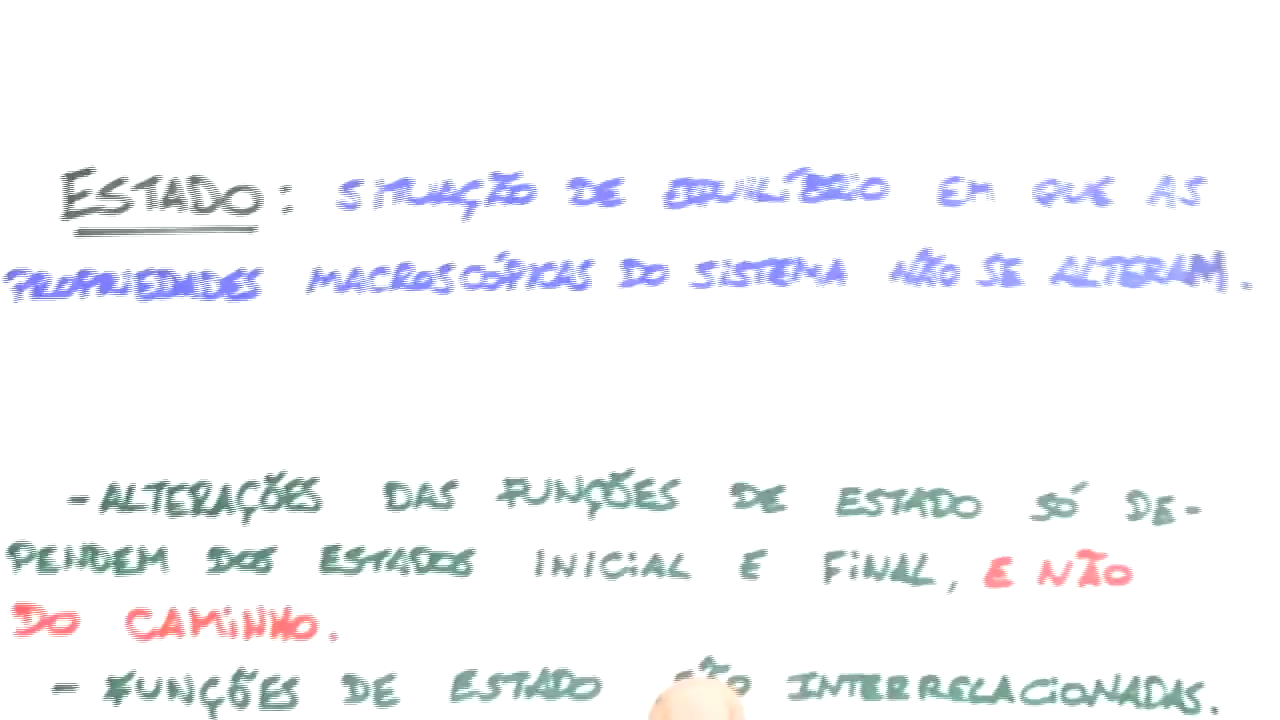 ESTADO: SITUAÇÃO DE EQUILÍBRIO EM QUE AS
PROPRIEDADES MACROSCÓPICAS DO SISTEMA NÃO SE ALTERAM.
- ALTERAÇÕES DAS FUNÇÕES DE ESTADO SÓ DE-
PENDEM DOS ESTADOS INICIAL E FINAL, E NÃO
DO CAMINHO.
- FUNÇÕES DE ESTADO SÃO INTERRELACIONADAS.